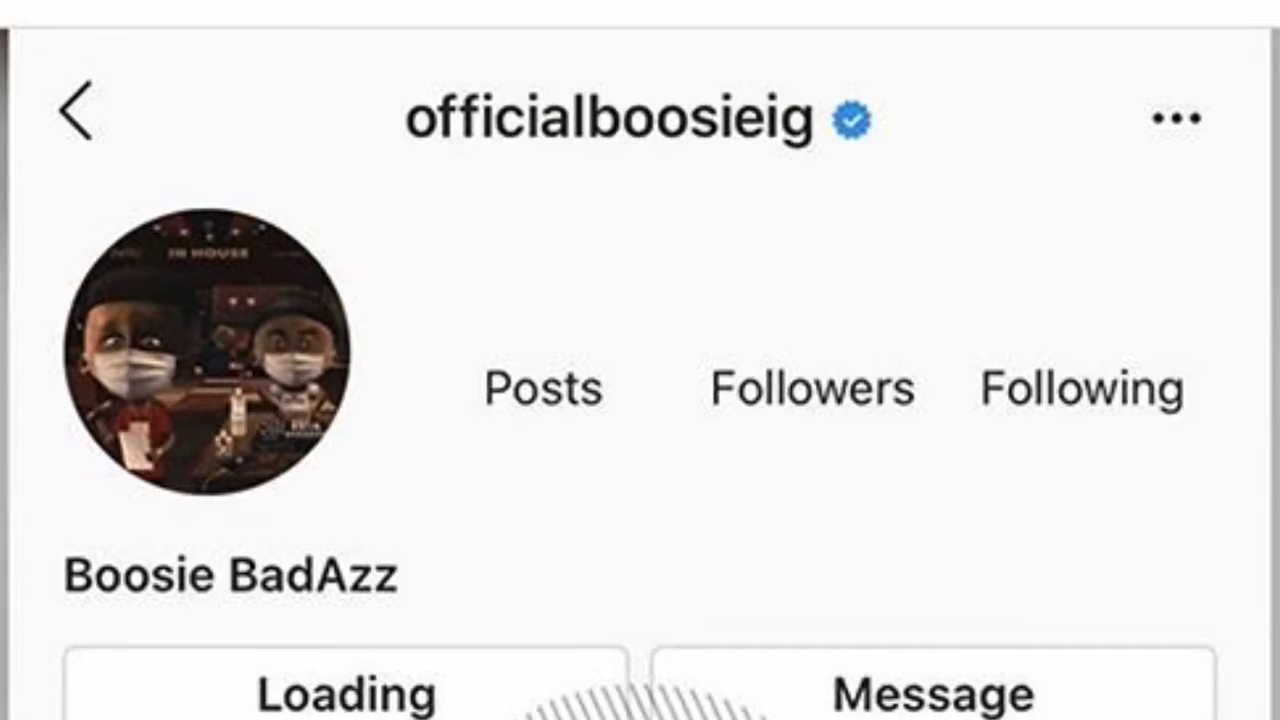 officialboosieig
IN HOUSE
Posts Followers Following
Boosie BadAzz
Loading Message